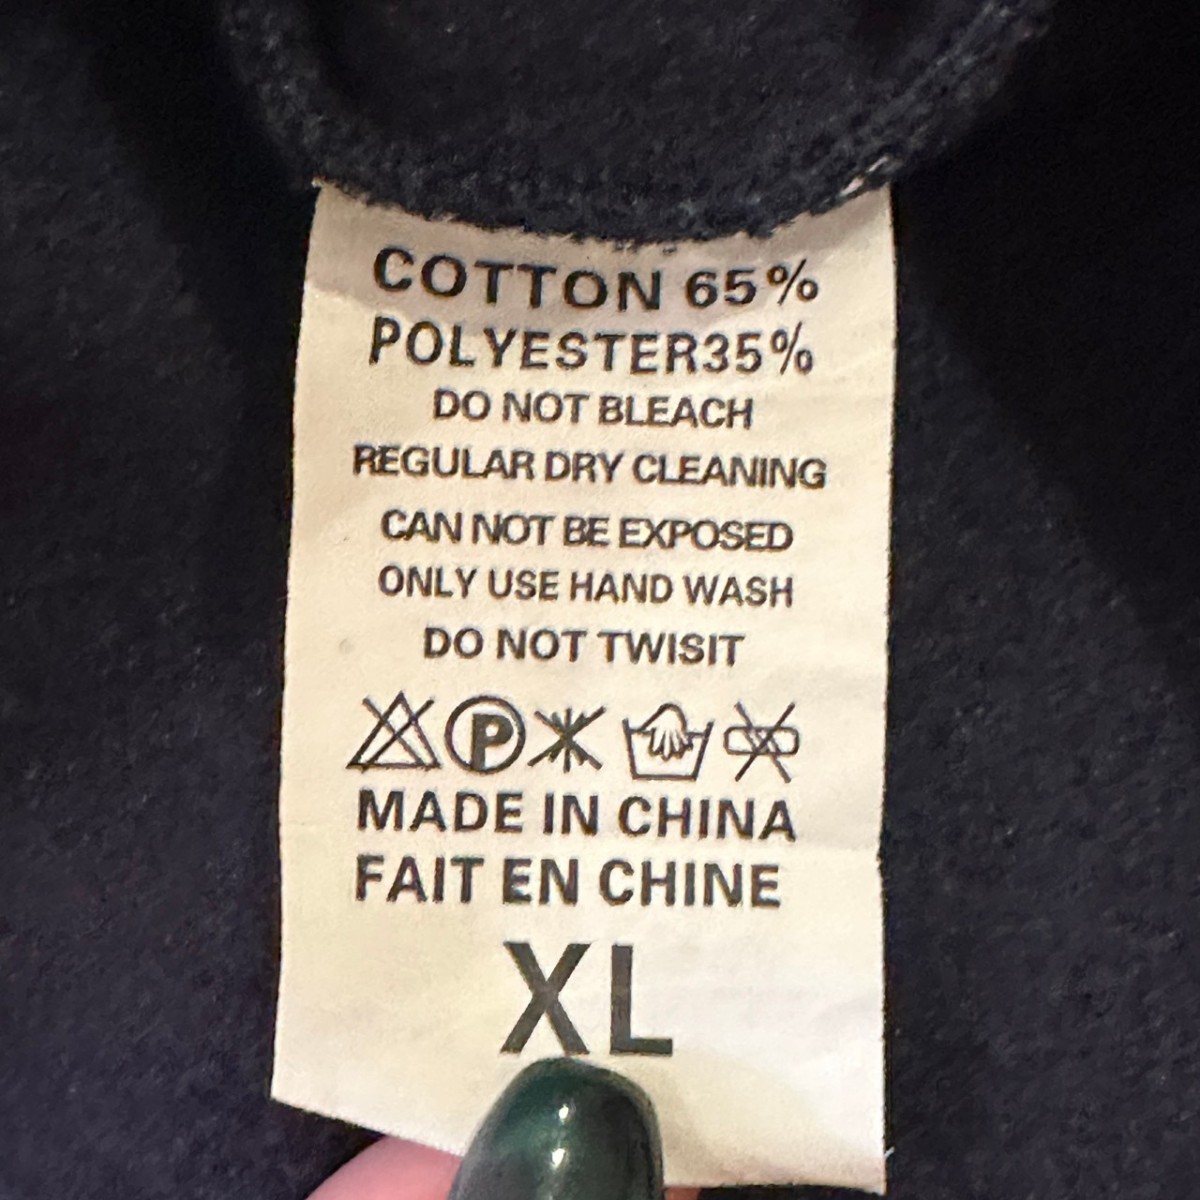 COTTON 65%
POLYESTER35%
DO NOT BLEACH
REGULAR DRY CLEANING
CAN NOT BE EXPOSED
ONLY USE HAND WASH
DO NOT TWISIT
P
MADE IN CHINA
FAIT EN CHINE
XL